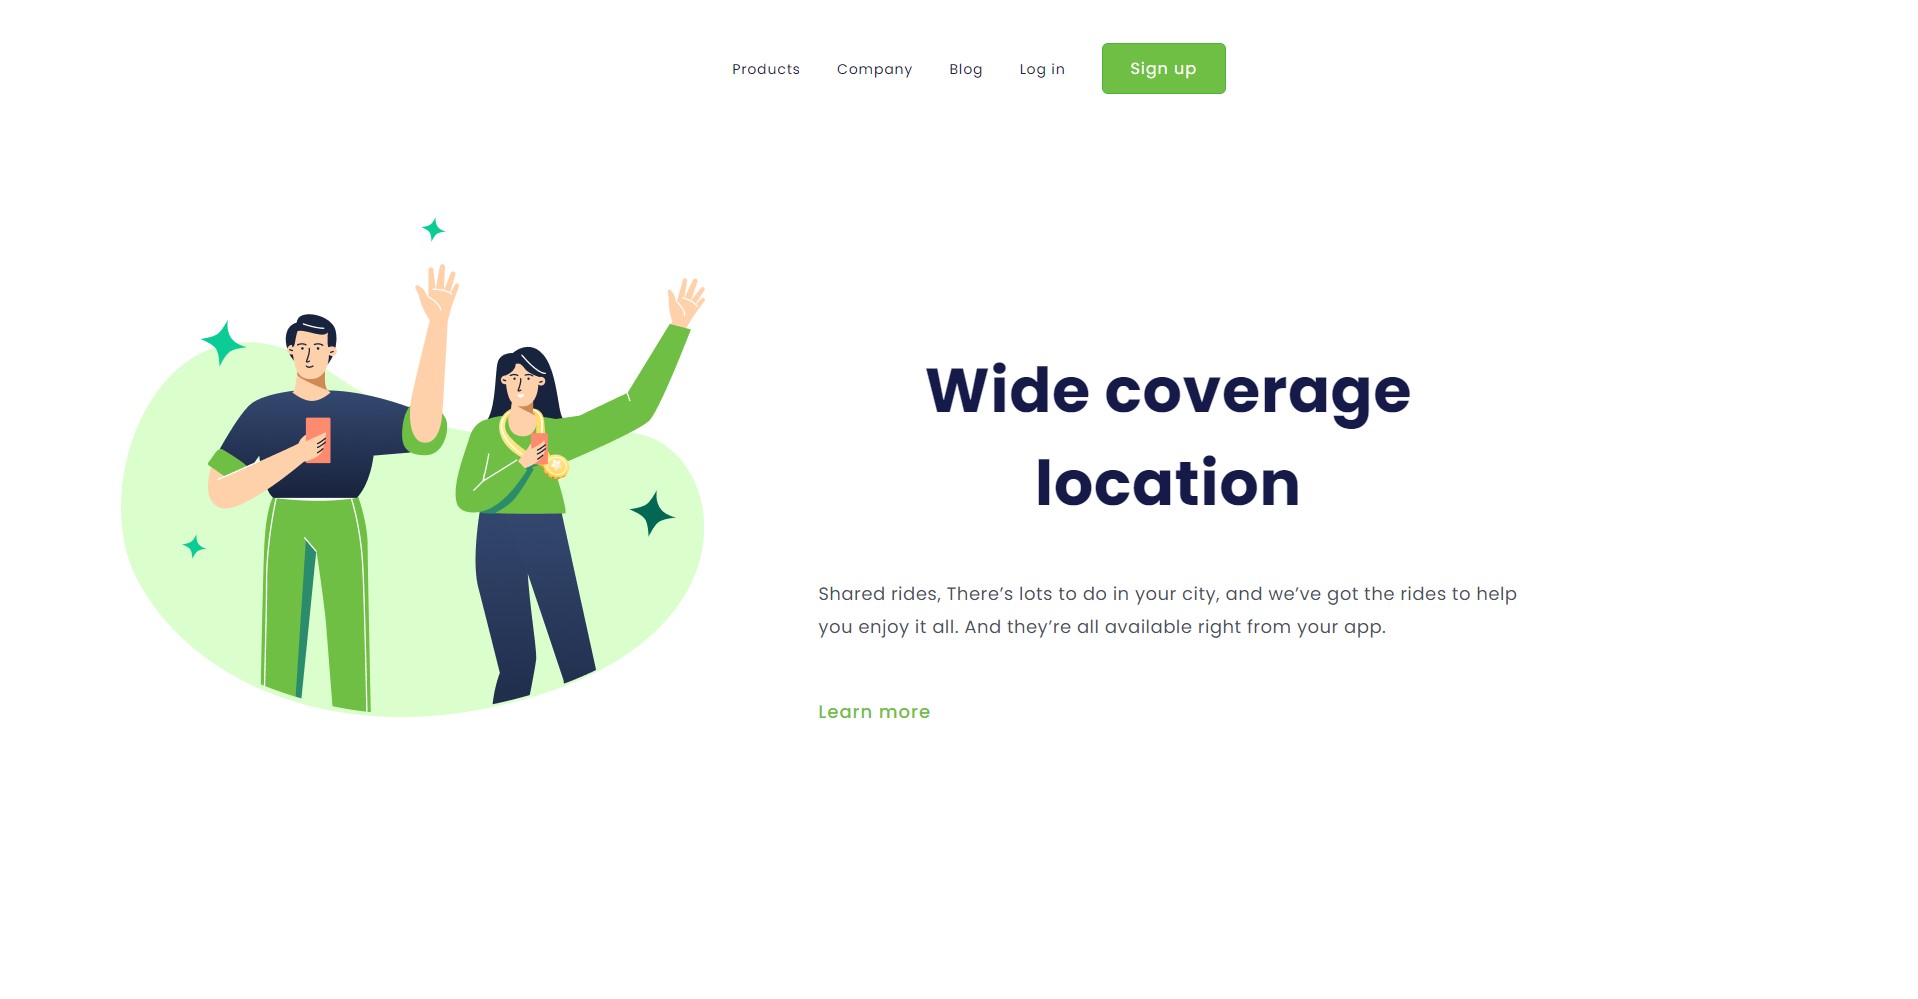 Products
Company
Blog
Log in
Sign up
Wide coverage
location
Shared rides, There’s lots to do in your city, and we’ve got the rides to help
you enjoy it all. And they’re all available right from your app.
Learn more